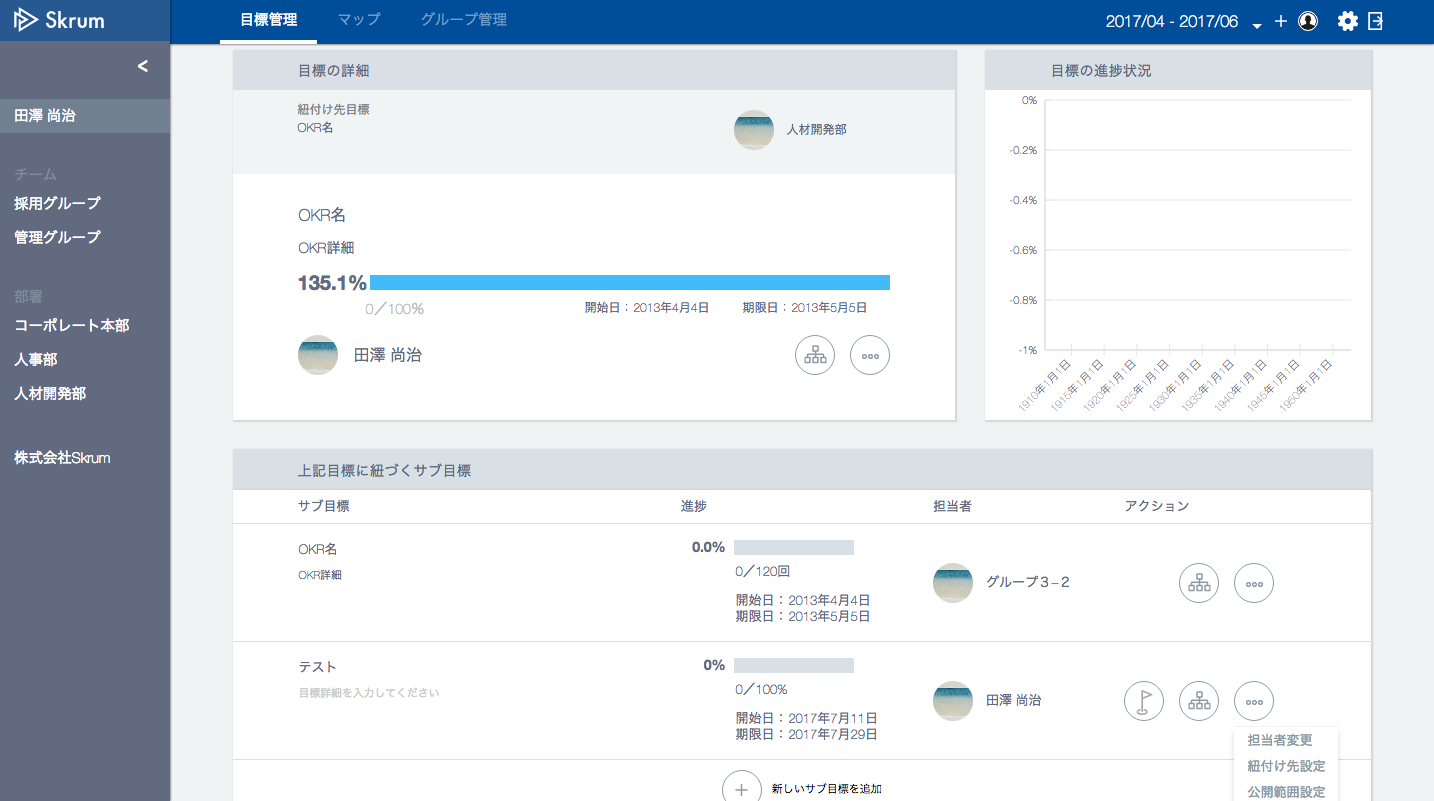 Skrum
目標管理 マップ グループ管理 2017/04 - 2017/06
<
田澤 尚治
チーム
採用グループ
管理グループ
部署
コーポレート本部
人事部
人材開発部
株式会社Skrum
目標の詳細
紐付け先目標
OKR名
人材開発部
OKR名
OKR詳細
135.1%
0／100% 開始日：2013年4月4日 期限日：2013年5月5日
田澤 尚治
目標の進捗状況
0%
-0.2%
-0.4%
-0.6%
-0.8%
-1%
1910年1月1日
1915年1月1日
1920年1月1日
1925年1月1日
1930年1月1日
1935年1月1日
1940年1月1日
1945年1月1日
1950年1月1日
上記目標に紐づくサブ目標
サブ目標 進捗 担当者 アクション
OKR名
OKR詳細
0.0%
0／120回
開始日：2013年4月4日
期限日：2013年5月5日
グループ３−２
テスト
目標詳細を入力してください
0%
0／100%
開始日：2017年7月11日
期限日：2017年7月29日
田澤 尚治
担当者変更
紐付け先設定
公開範囲設定
新しいサブ目標を追加